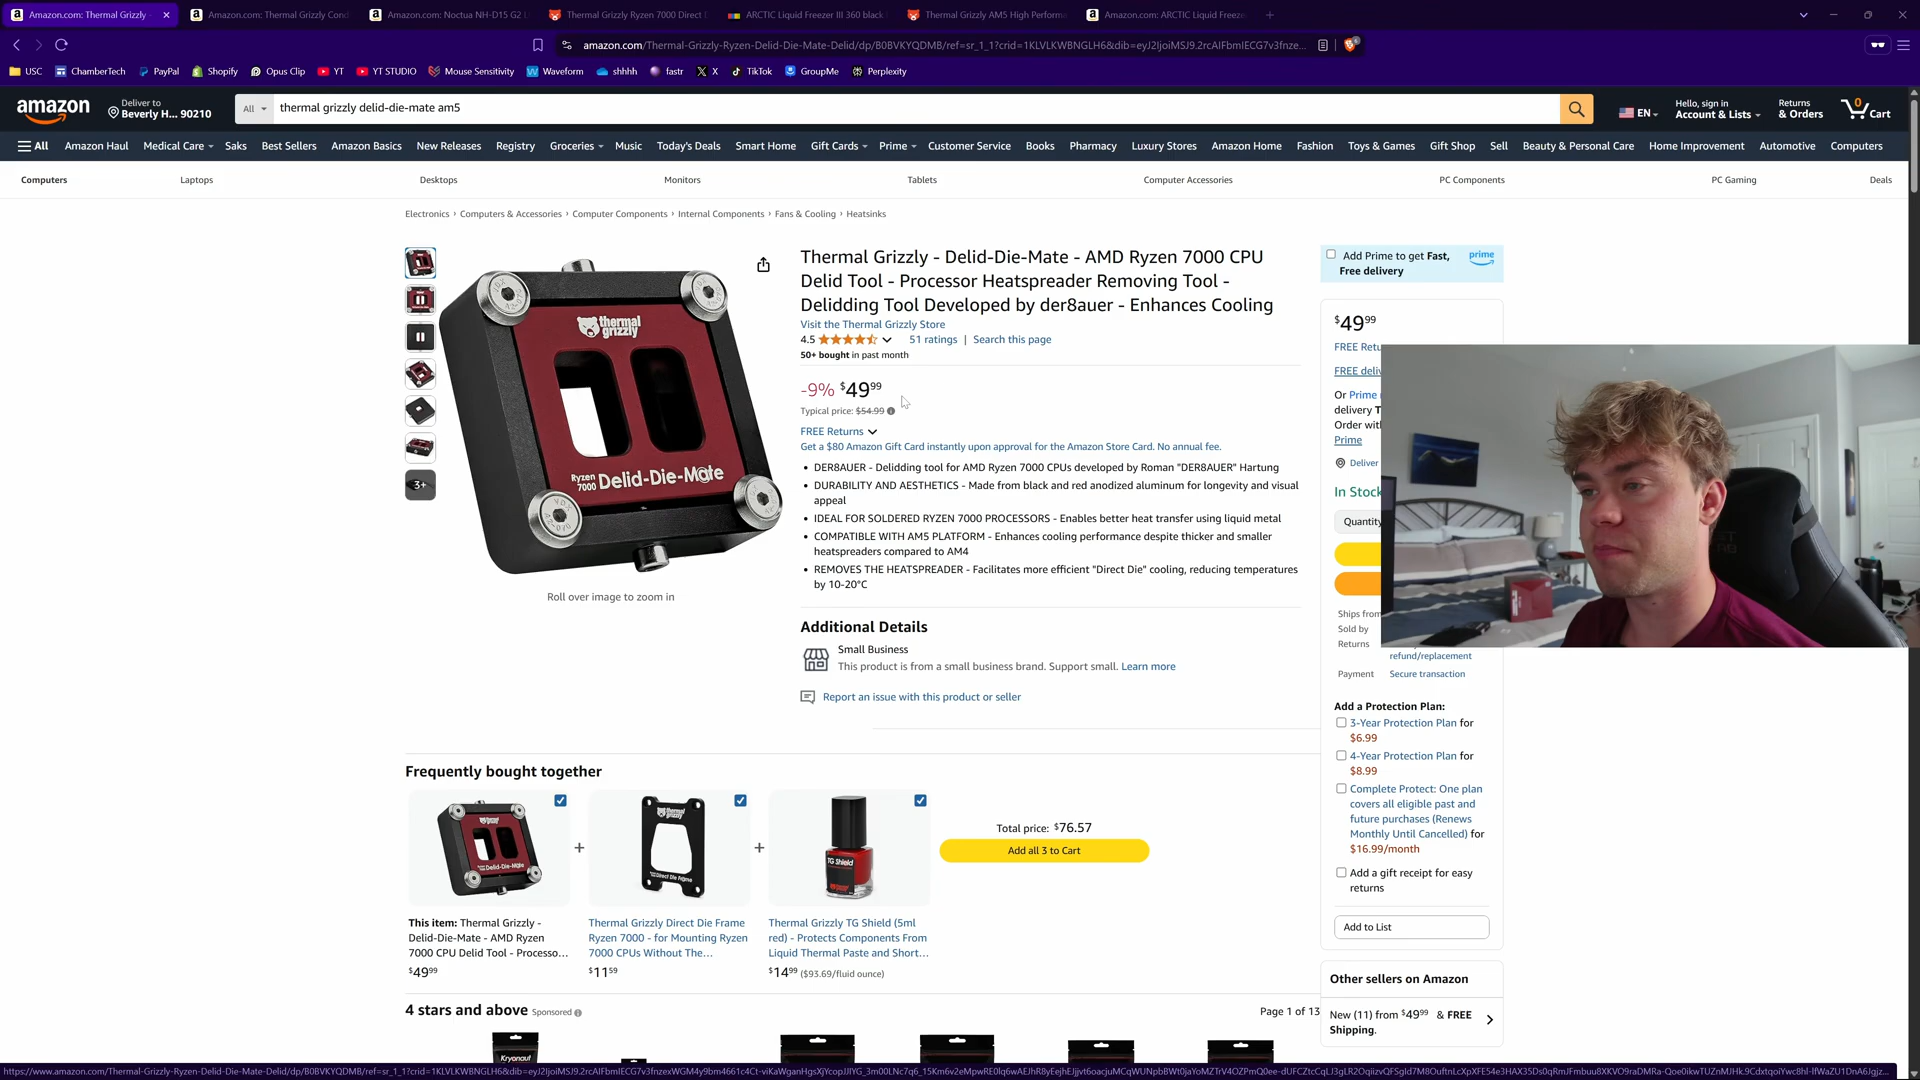 Amazon.com: Thermal Grizzly -
Amazon.com: Thermal Grizzly Cond
Amazon.com: Noctua NH-D15 G2
Thermal Grizzly Ryzen 7000 Direct
ARCTIC Liquid Freezer III 360 black
Thermal Grizzly AM5 High Performa
Amazon.com: ARCTIC Liquid Freeze
amazon.com/Thermal-Grizzly-Ryzen-Delid-Die-Mate-Delid/dp/B0BVKYQDMB/ref=sr_1_1?crid=1KLVLKWBNGLH6&dib=eyJ2IjoiMSJ9.2rcAIFbmIECG7v3fnze...
USC
ChamberTech
PayPal
Shopify
Opus Clip
YT
YT STUDIO
Mouse Sensitivity
Waveform
shhhh
fastr
X
TikTok
GroupMe
Perplexity
amazon
Deliver to
Beverly H... 90210
All
thermal grizzly delid-die-mate am5
EN
Hello, sign in
Account & Lists
Returns
& Orders
0
Cart
All
Amazon Haul
Medical Care
Saks
Best Sellers
Amazon Basics
New Releases
Registry
Groceries
Music
Today's Deals
Smart Home
Gift Cards
Prime
Customer Service
Books
Pharmacy
Luxury Stores
Amazon Home
Fashion
Toys & Games
Gift Shop
Sell
Beauty & Personal Care
Home Improvement
Automotive
Computers
Computers
Laptops
Desktops
Monitors
Tablets
Computer Accessories
PC Components
PC Gaming
Deals
Electronics › Computers & Accessories › Computer Components › Internal Components › Fans & Cooling › Heatsinks
thermal
grizzly
Ryzen
7000 Delid-Die-Mate
3+
Roll over image to zoom in
Thermal Grizzly - Delid-Die-Mate - AMD Ryzen 7000 CPU
Delid Tool - Processor Heatspreader Removing Tool -
Delidding Tool Developed by der8auer - Enhances Cooling
Visit the Thermal Grizzly Store
4.5
51 ratings | Search this page
50+ bought in past month
-9% $49 99
Typical price: $54.99
FREE Returns
Get a $80 Amazon Gift Card instantly upon approval for the Amazon Store Card. No annual fee.
• DER8AUER - Delidding tool for AMD Ryzen 7000 CPUs developed by Roman "DER8AUER" Hartung
• DURABILITY AND AESTHETICS - Made from black and red anodized aluminum for longevity and visual
appeal
• IDEAL FOR SOLDERED RYZEN 7000 PROCESSORS - Enables better heat transfer using liquid metal
• COMPATIBLE WITH AM5 PLATFORM - Enhances cooling performance despite thicker and smaller
heatspreaders compared to AM4
• REMOVES THE HEATSPREADER - Facilitates more efficient "Direct Die" cooling, reducing temperatures
by 10-20°C
Additional Details
Small Business
This product is from a small business brand. Support small. Learn more
Report an issue with this product or seller
Add Prime to get Fast,
Free delivery
prime
$49 99
FREE Retu
FREE deliv
Or Prime
delivery T
Order with
Prime
Deliver
In Stock
Quantity
Ships from
Sold by
Returns
refund/replacement
Payment
Secure transaction
Add a Protection Plan:
3-Year Protection Plan for
$6.99
4-Year Protection Plan for
$8.99
Complete Protect: One plan
covers all eligible past and
future purchases (Renews
Monthly Until Cancelled) for
$16.99/month
Add a gift receipt for easy
returns
Add to List
Other sellers on Amazon
New (11) from $49 99 & FREE
Shipping.
Frequently bought together
Delid-Die-Mate
+
thermal
grizzly
Direct Die Frame
+
TG Shield
Total price: $76.57
Add all 3 to Cart
This item: Thermal Grizzly -
Delid-Die-Mate - AMD Ryzen
7000 CPU Delid Tool - Processo…
$49 99
Thermal Grizzly Direct Die Frame
Ryzen 7000 - for Mounting Ryzen
7000 CPUs Without The…
$11 59
Thermal Grizzly TG Shield (5ml
red) - Protects Components From
Liquid Thermal Paste and Short…
$14 99 ($93.69/fluid ounce)
4 stars and above Sponsored
Page 1 of 13
Kryonaut